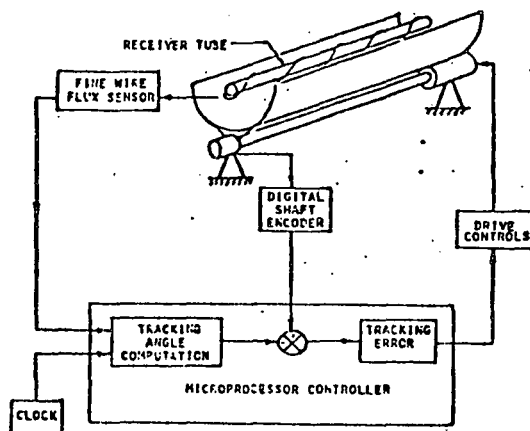 RECEIVER TUBE
FINE WIRE
FLUX SENSOR
DIGITAL
SHAFT
ENCODER
DRIVE
CONTROLS
TRACKING
ANGLE
COMPUTATION
TRACKING
ERROR
MICROPROCESSOR CONTROLLER
CLOCK